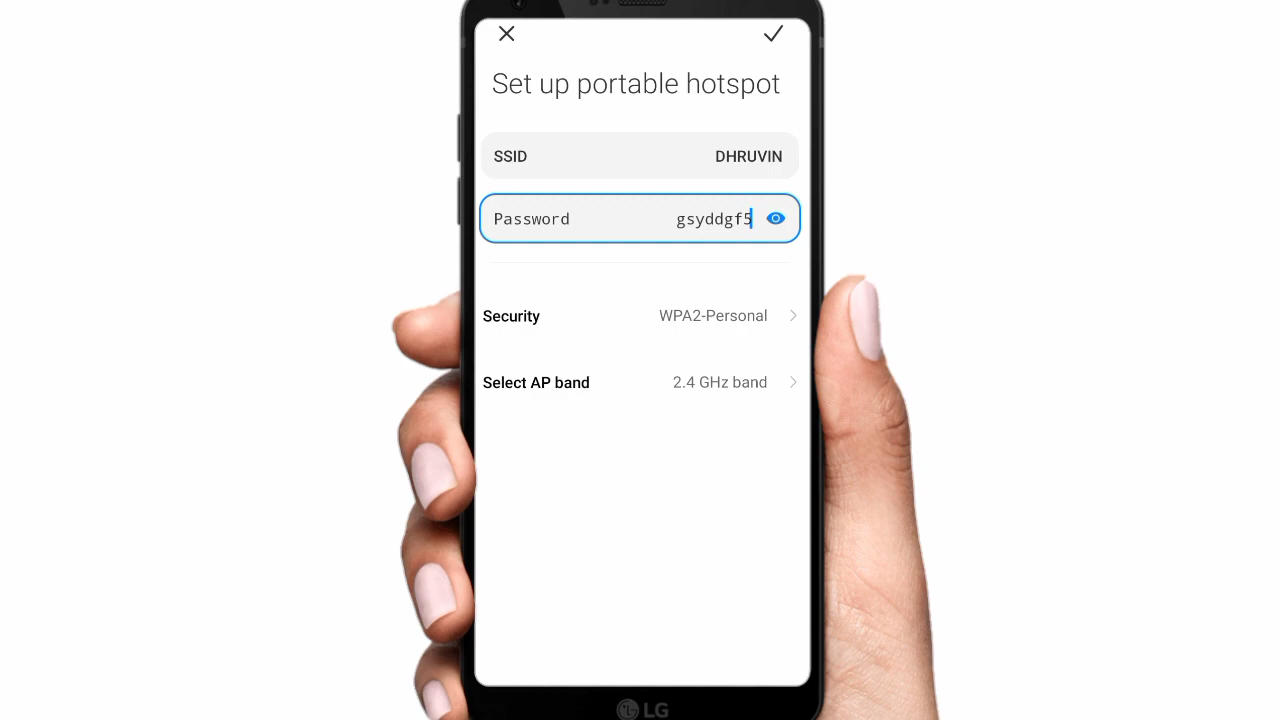 Set up portable hotspot
SSID DHRUVIN
Password gsyddgf5
Security WPA2-Personal
Select AP band 2.4 GHz band
LG